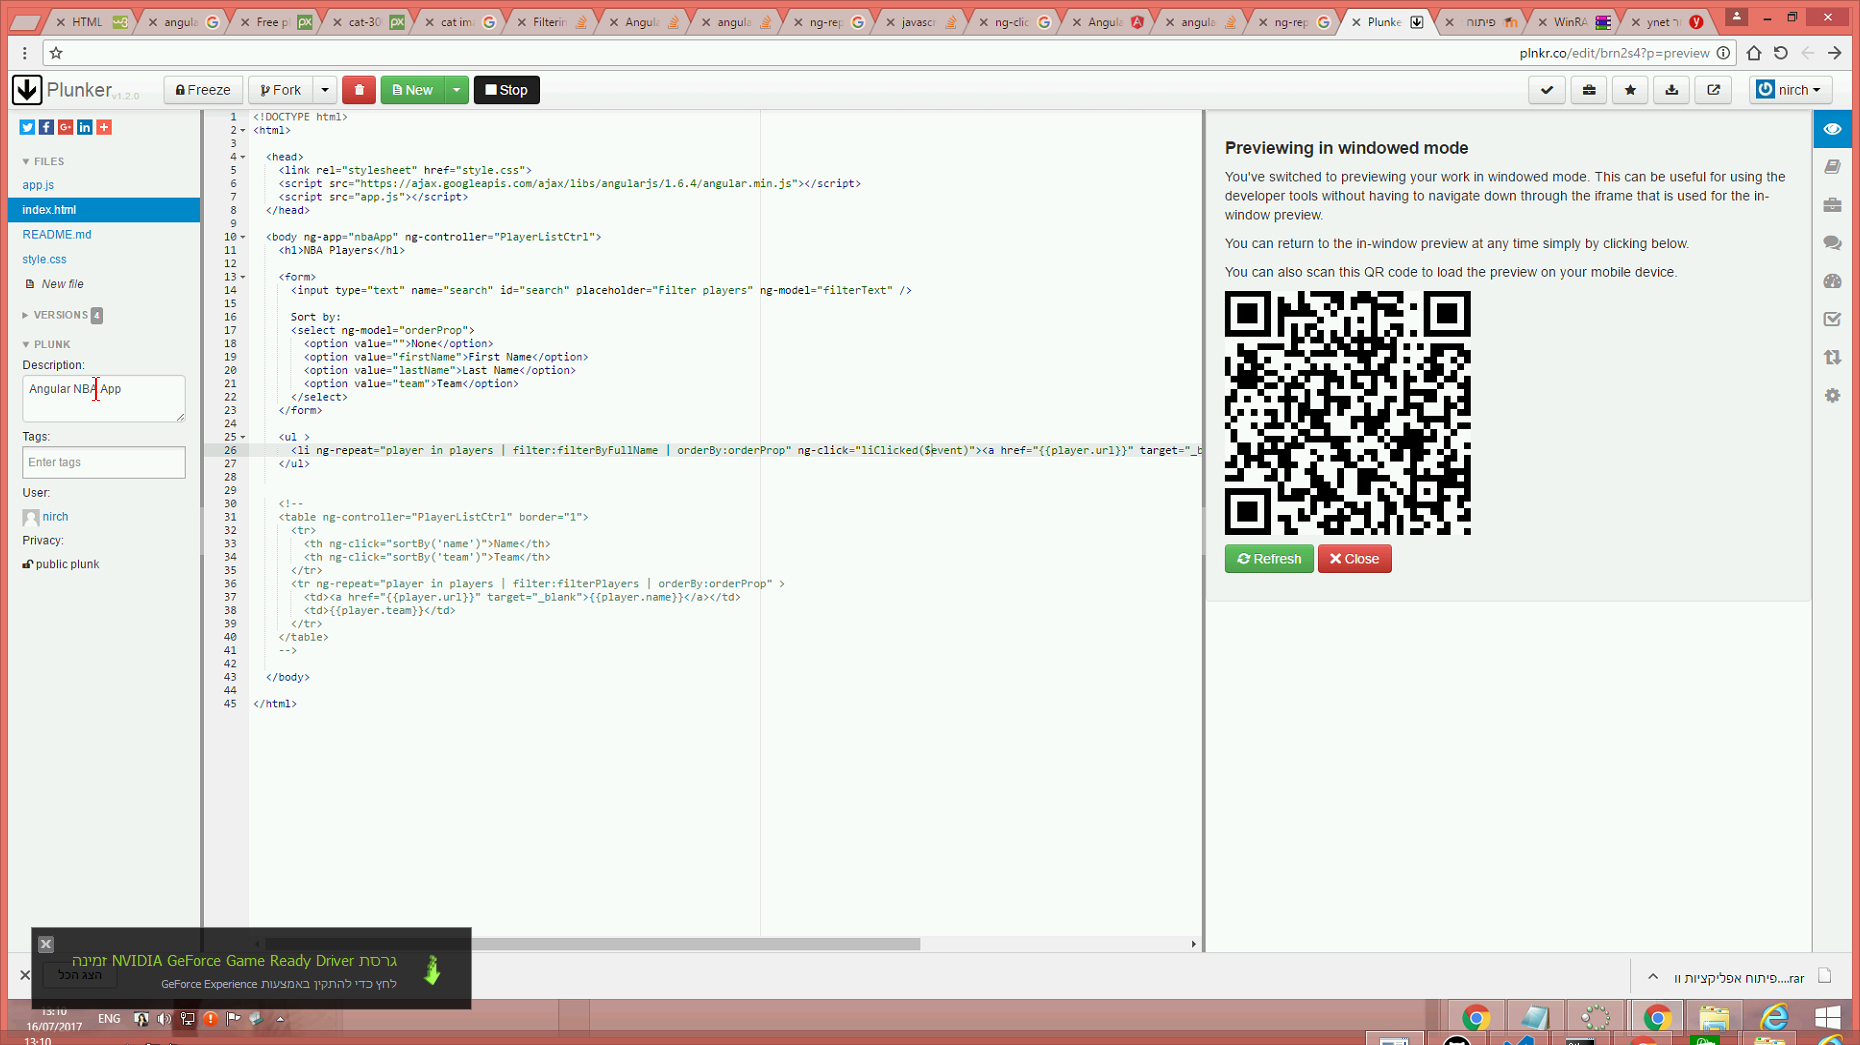 HTML
angular
Free p
cat-30
cat im
Filterin
Angul
angula
ng-rep
javasc
ng-clic
Angul
angula
ng-rep
Plunke
פיתוח
WinRA
ynet
plnkr.co/edit/brn2s4?p=preview
Plunker v1.2.0
Freeze
Fork
New
Stop
nirch
FILES
app.js
index.html
README.md
style.css
New file
VERSIONS 4
PLUNK
Description:
Angular NBA App
Tags:
Enter tags
User:
nirch
Privacy:
public plunk
1 <!DOCTYPE html>
2 <html>
3
4 <head>
5 <link rel="stylesheet" href="style.css">
6 <script src="https://ajax.googleapis.com/ajax/libs/angularjs/1.6.4/angular.min.js"></script>
7 <script src="app.js"></script>
8 </head>
9
10 <body ng-app="nbaApp" ng-controller="PlayerListCtrl">
11 <h1>NBA Players</h1>
12
13 <form>
14 <input type="text" name="search" id="search" placeholder="Filter players" ng-model="filterText" />
15
16 Sort by:
17 <select ng-model="orderProp">
18 <option value="">None</option>
19 <option value="firstName">First Name</option>
20 <option value="lastName">Last Name</option>
21 <option value="team">Team</option>
22 </select>
23 </form>
24
25 <ul >
26 <li ng-repeat="player in players | filter:filterByFullName | orderBy:orderProp" ng-click="liClicked($event)"><a href="{{player.url}}" target="_b
27 </ul>
28
29
30 <!--
31 <table ng-controller="PlayerListCtrl" border="1">
32 <tr>
33 <th ng-click="sortBy('name')">Name</th>
34 <th ng-click="sortBy('team')">Team</th>
35 </tr>
36 <tr ng-repeat="player in players | filter:filterPlayers | orderBy:orderProp" >
37 <td><a href="{{player.url}}" target="_blank">{{player.name}}</a></td>
38 <td>{{player.team}}</td>
39 </tr>
40 </table>
41 -->
42
43 </body>
44
45 </html>
Previewing in windowed mode
You've switched to previewing your work in windowed mode. This can be useful for using the
developer tools without having to navigate down through the iframe that is used for the in-
window preview.
You can return to the in-window preview at any time simply by clicking below.
You can also scan this QR code to load the preview on your mobile device.
Refresh
Close
גרסת NVIDIA GeForce Game Ready Driver זמינה
לחץ כדי להתקין באמצעות GeForce Experience
הצג הכל
פיתוח אפליקציות וו....rar
13:10
16/07/2017
ENG
13:10